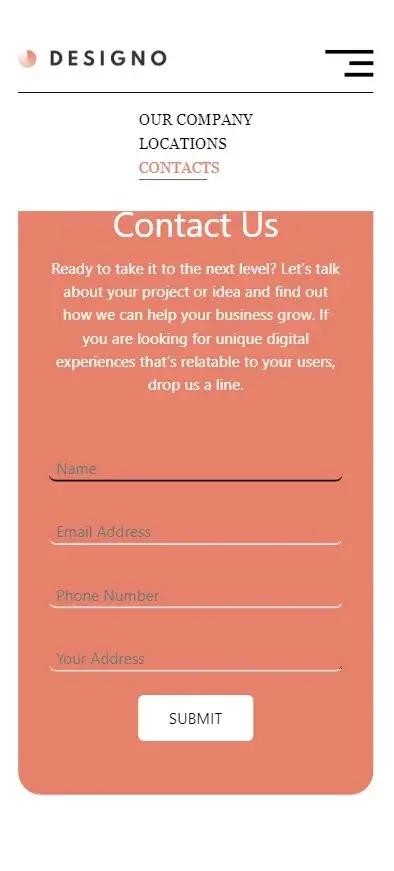 DESIGNO
OUR COMPANY
LOCATIONS
CONTACTS
Contact Us
Ready to take it to the next level? Let's talk
about your project or idea and find out
how we can help your business grow. If
you are looking for unique digital
experiences that's relatable to your users,
drop us a line.
Name
Email Address
Phone Number
Your Address
SUBMIT